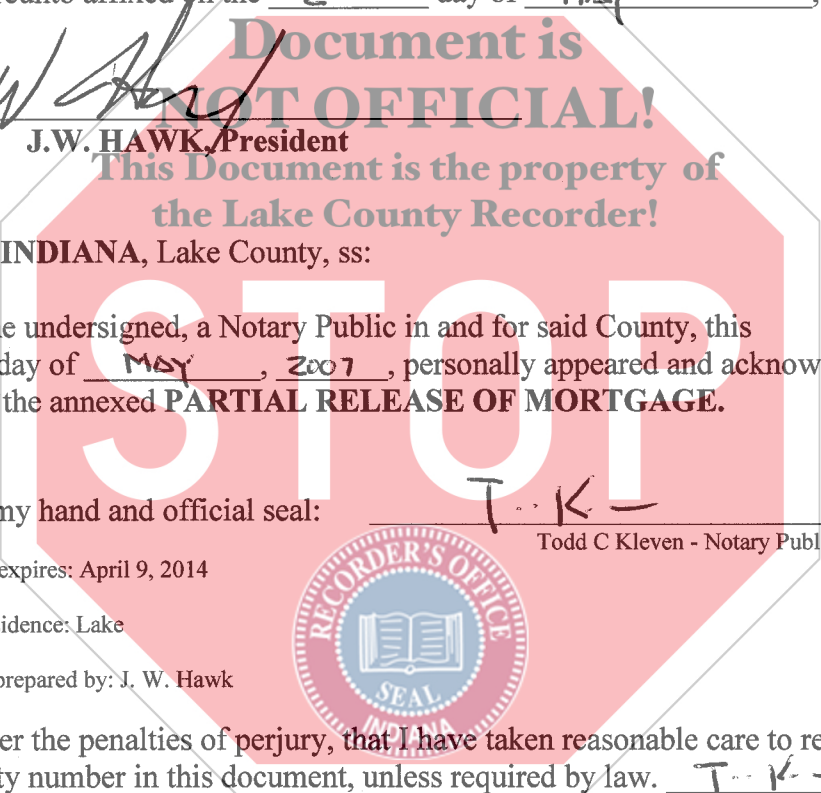 day of May,
Document is
NOT OFFICIAL!
J.W. HAWK, President
This Document is the property of
the Lake County Recorder!
INDIANA, Lake County, ss:
STOP
e undersigned, a Notary Public in and for said County, this
day of May, 2007, personally appeared and acknow
the annexed PARTIAL RELEASE OF MORTGAGE.
my hand and official seal:
Todd C Kleven - Notary Publ
expires: April 9, 2014
idence: Lake
prepared by: J. W. Hawk
RECORDER'S OFFICE
SEAL
INDIANA
er the penalties of perjury, that I have taken reasonable care to re
ty number in this document, unless required by law. T K